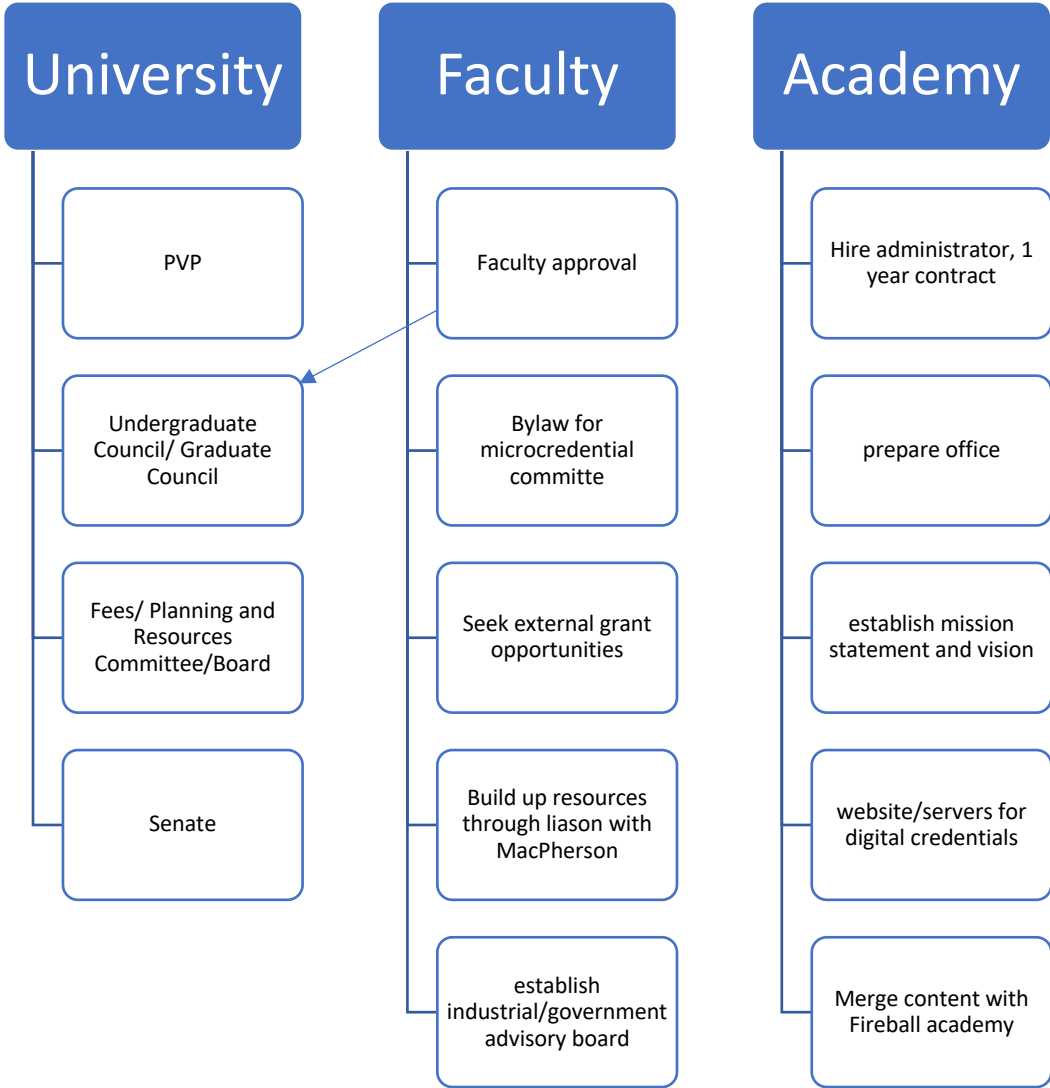 University
PVP
Undergraduate
Council/ Graduate
Council
Fees/ Planning and
Resources
Committee/Board
Senate
Faculty
Faculty approval
Bylaw for
microcredential
committe
Seek external grant
opportunities
Build up resources
through liason with
MacPherson
establish
industrial/government
advisory board
Academy
Hire administrator, 1
year contract
prepare office
establish mission
statement and vision
website/servers for
digital credentials
Merge content with
Fireball academy